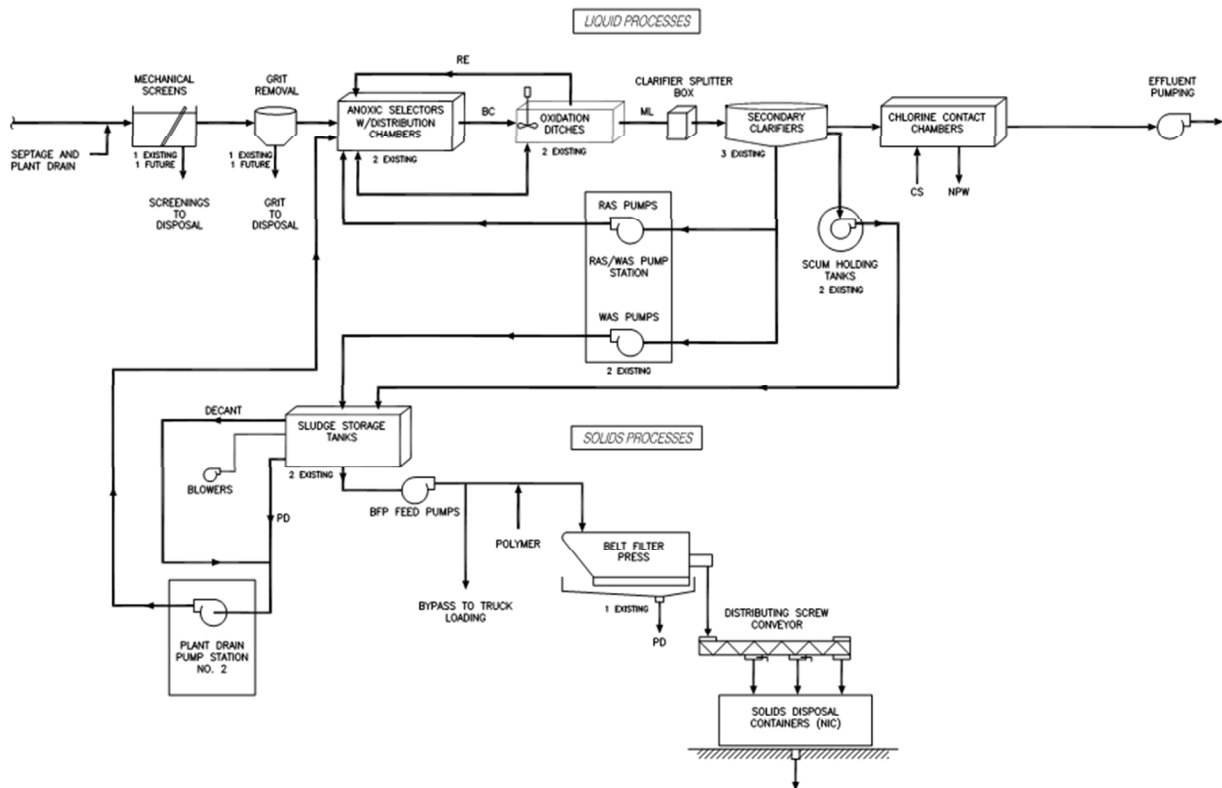 LIQUID PROCESSES
RE
MECHANICAL
SCREENS
GRIT
REMOVAL
CLARIFIER SPLITTER
BOX
EFFLUENT
PUMPING
ANOXIC SELECTORS
W/DISTRIBUTION
CHAMBERS
BC
OXIDATION
DITCHES
ML
SECONDARY
CLARIFIERS
CHLORINE CONTACT
CHAMBERS
SEPTAGE AND
PLANT DRAIN
1 EXISTING
1 FUTURE
1 EXISTING
1 FUTURE
2 EXISTING
2 EXISTING
3 EXISTING
SCREENINGS
TO
DISPOSAL
GRIT
TO
DISPOSAL
CS
NPW
RAS PUMPS
RAS/WAS PUMP
STATION
SCUM HOLDING
TANKS
2 EXISTING
WAS PUMPS
2 EXISTING
DECANT
SLUDGE STORAGE
TANKS
SOLIDS PROCESSES
2 EXISTING
BLOWERS
BFP FEED PUMPS
PD
POLYMER
BELT FILTER
PRESS
BYPASS TO TRUCK
LOADING
1 EXISTING
PD
DISTRIBUTING SCREW
CONVEYOR
PLANT DRAIN
PUMP STATION
NO. 2
SOLIDS DISPOSAL
CONTAINERS (NIC)